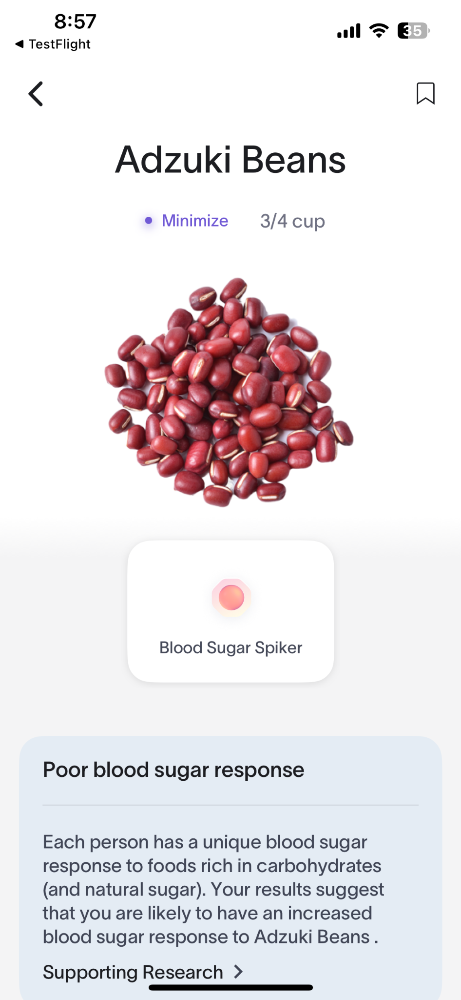 8:57
35
TestFlight
Adzuki Beans
Minimize 3/4 cup
Blood Sugar Spiker
Poor blood sugar response
Each person has a unique blood sugar
response to foods rich in carbohydrates
(and natural sugar). Your results suggest
that you are likely to have an increased
blood sugar response to Adzuki Beans .
Supporting Research